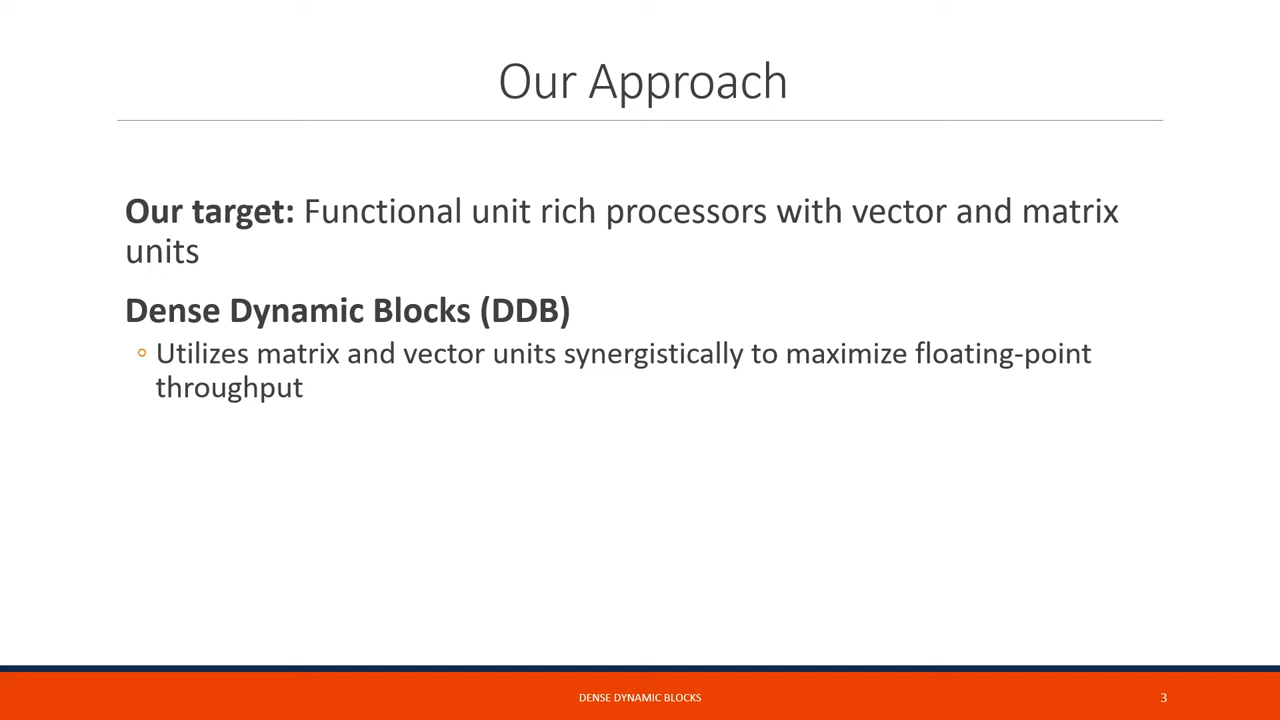 Our Approach
Our target: Functional unit rich processors with vector and matrix
units
Dense Dynamic Blocks (DDB)
◦ Utilizes matrix and vector units synergistically to maximize floating-point
throughput
DENSE DYNAMIC BLOCKS
3